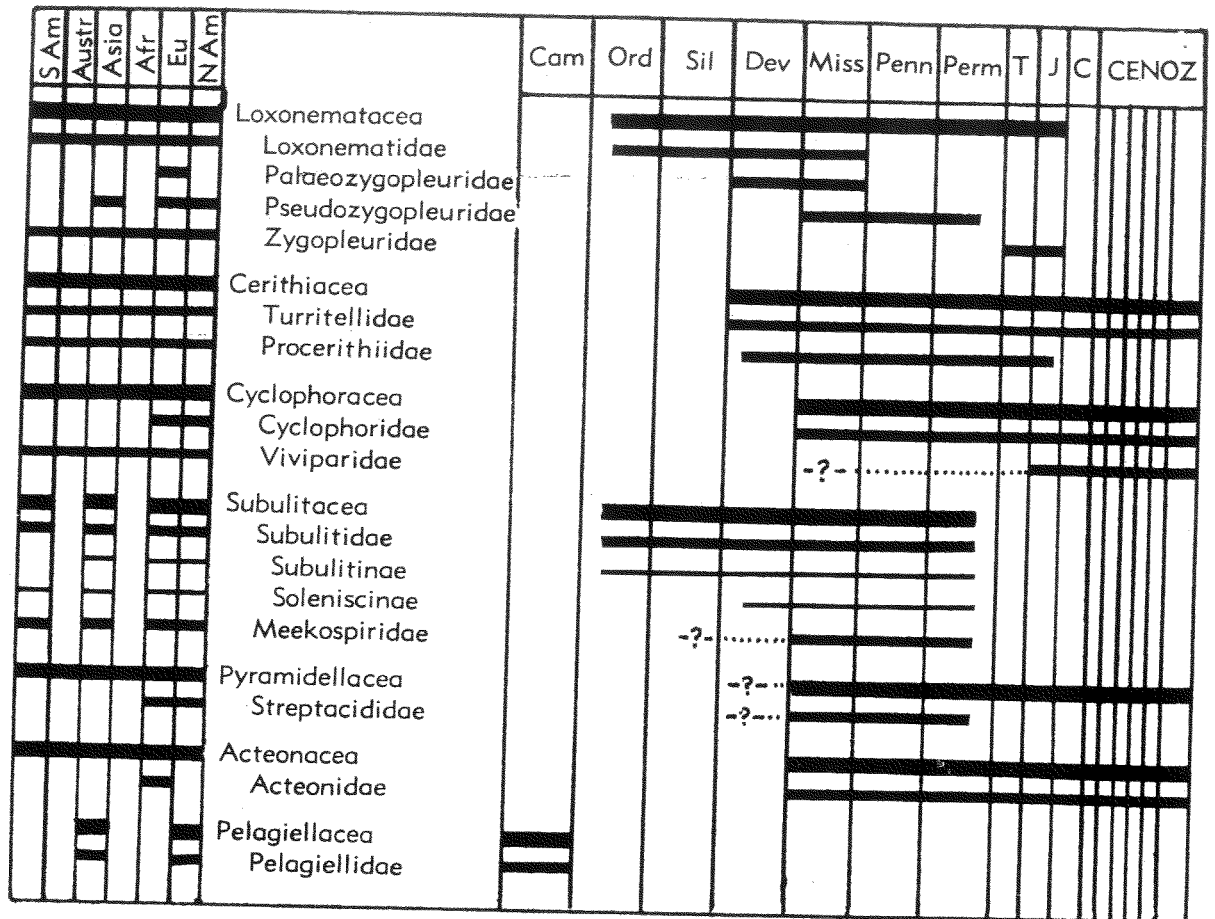 S Am Austr Asia Afr Eu N Am Cam Ord Sil Dev Miss Penn Perm T J C CENOZ
Loxonematacea
Loxonematidae
Palaeozygopleuridae
Pseudozygopleuridae
Zygopleuridae
Cerithiacea
Turritellidae
Procerithiidae
Cyclophoracea
Cyclophoridae
Viviparidae -?-
Subulitacea
Subulitidae
Subulitinae
Soleniscinae
Meekospiridae -?-
Pyramidellacea -?-
Streptacididae -?-
Acteonacea
Acteonidae
Pelagiellacea
Pelagiellidae